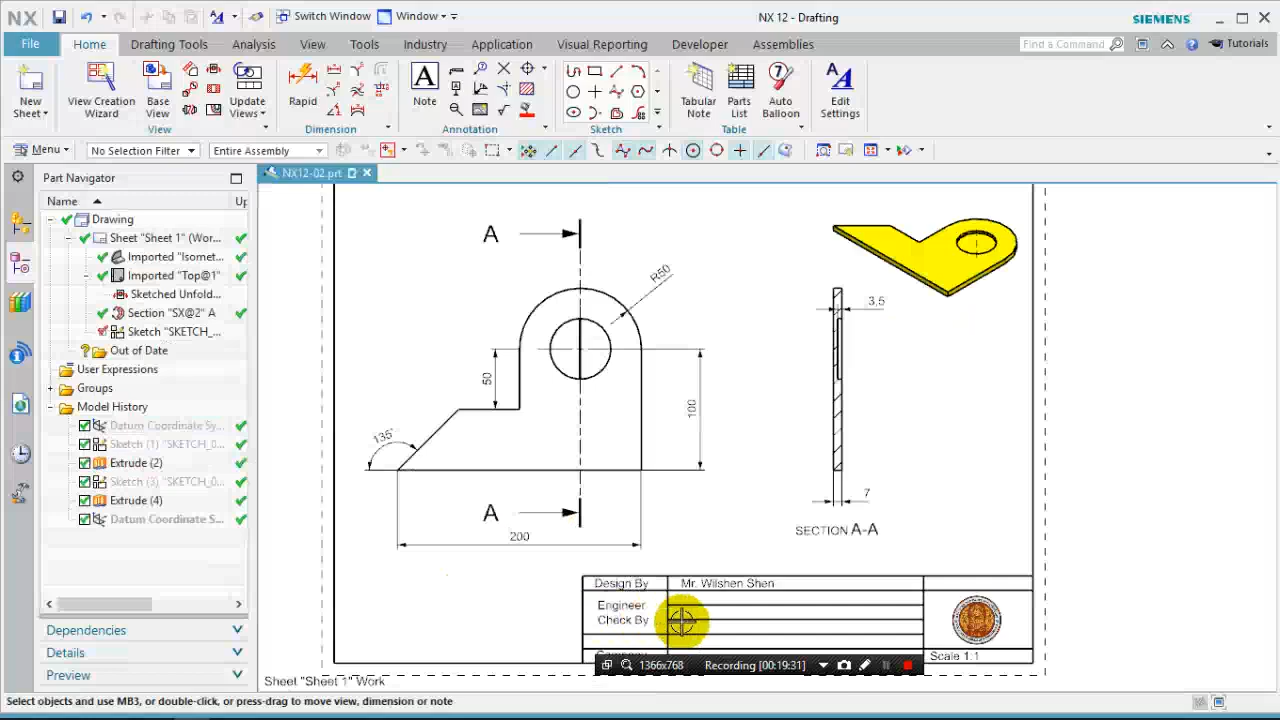 NX
Switch Window
Window
NX 12 - Drafting
SIEMENS
File
Home
Drafting Tools
Analysis
View
Tools
Industry
Application
Visual Reporting
Developer
Assemblies
Find a Command
Tutorials
New Sheet
View Creation Wizard
Base View
Update Views
Rapid
Note
Tabular Note
Parts List
Auto Balloon
Edit Settings
View
Dimension
Annotation
Sketch
Table
Menu
No Selection Filter
Entire Assembly
Part Navigator
NX12-02.prt
Name
Up
Drawing
Sheet "Sheet 1" (Wor...
Imported "Isomet...
Imported "Top@1"
Sketched Unfold...
Section "SX@2" A
Sketch "SKETCH_...
Out of Date
User Expressions
Groups
Model History
Datum Coordinate Sy...
Sketch (1) "SKETCH_0...
Extrude (2)
Sketch (3) "SKETCH_0...
Extrude (4)
Datum Coordinate S...
Dependencies
Details
Preview
A
R50
3,5
50
100
135°
A
7
200
SECTION A-A
Design By
Mr. Wilshen Shen
Engineer
Check By
Scale 1:1
1366x768
Recording [00:19:31]
Sheet "Sheet 1" Work
Select objects and use MB3, or double-click, or press-drag to move view, dimension or note